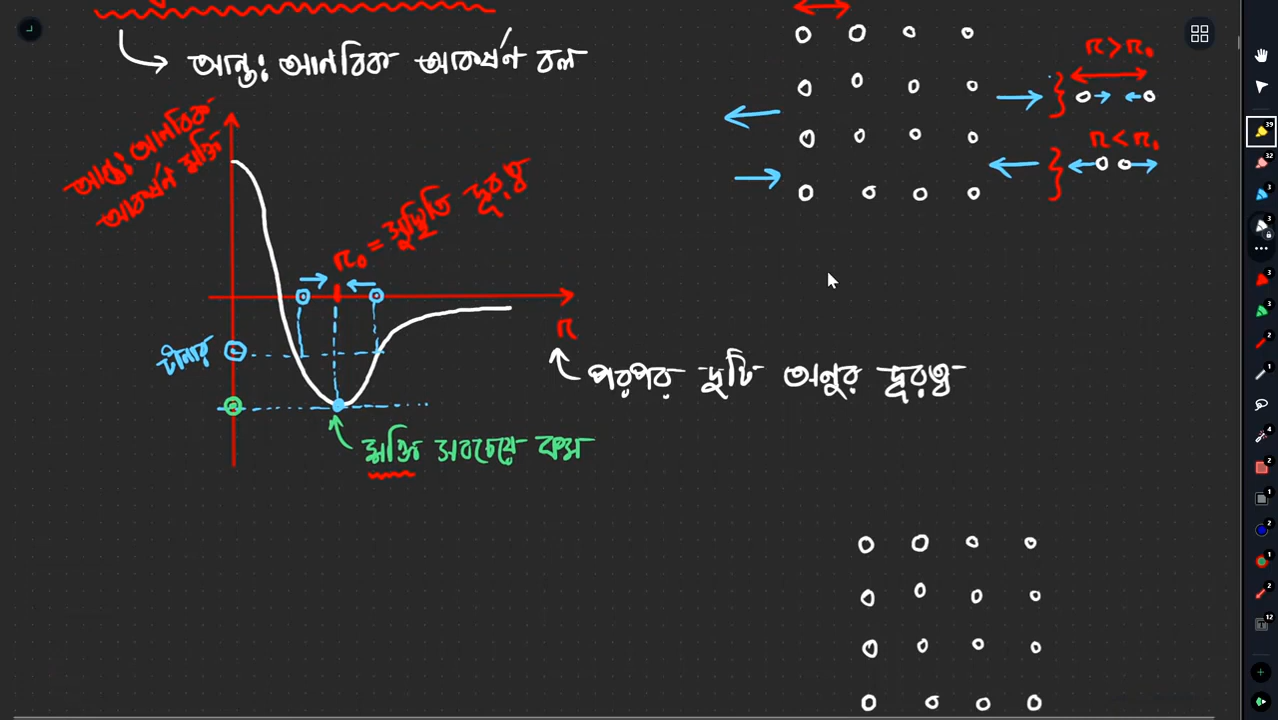 আন্তঃ আনবিক আকর্ষণ বল
r > r₀
r < r₀
আন্তঃ আনবিক
আকর্ষণ শক্তি
r₀ = সুস্থিতি দূরত্ব
r
টানার
পরপর দুটি অনুর দূরত্ব
শক্তি সবচেয়ে কম